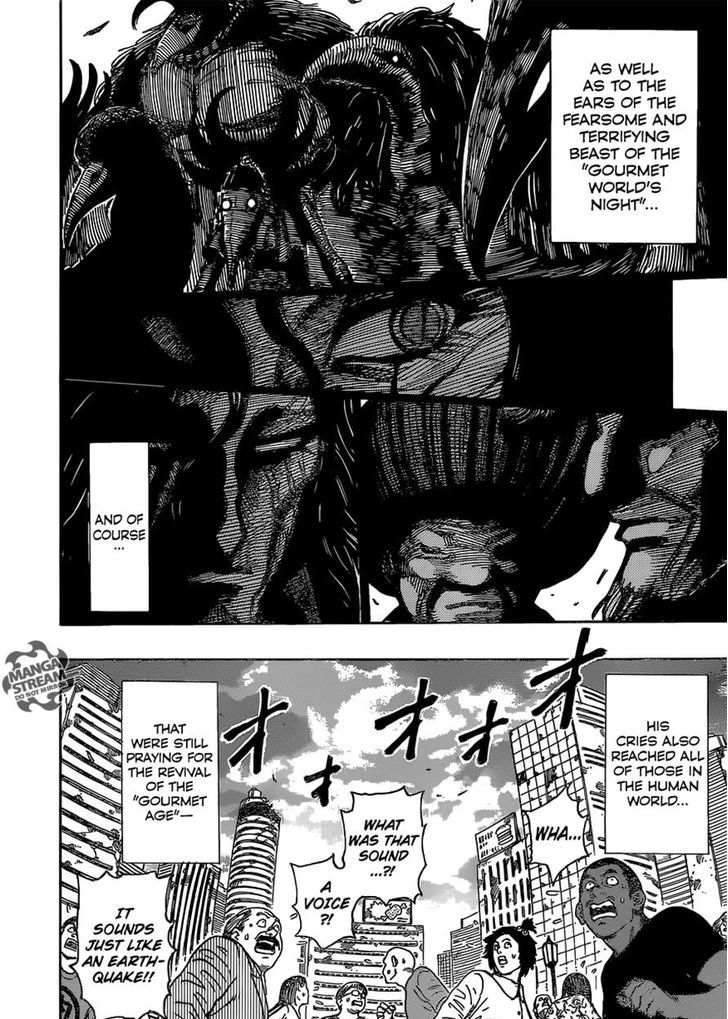 AS WELL
AS TO THE
EARS OF THE
FEARSOME AND
TERRIFYING
BEAST OF THE
"GOURMET
WORLD'S
NIGHT"...
AND OF
COURSE
...
HIS
CRIES ALSO
REACHED ALL
OF THOSE IN
THE HUMAN
WORLD...
THAT
WERE STILL
PRAYING FOR
THE REVIVAL
OF THE
"GOURMET
AGE"—
オオオオオ
WHA...
WHAT
WAS THAT
SOUND
...?!
A
VOICE
?!
IT
SOUNDS
JUST LIKE
AN EARTH-
QUAKE!!
MANGA
STREAM
DO NOT MIRROR